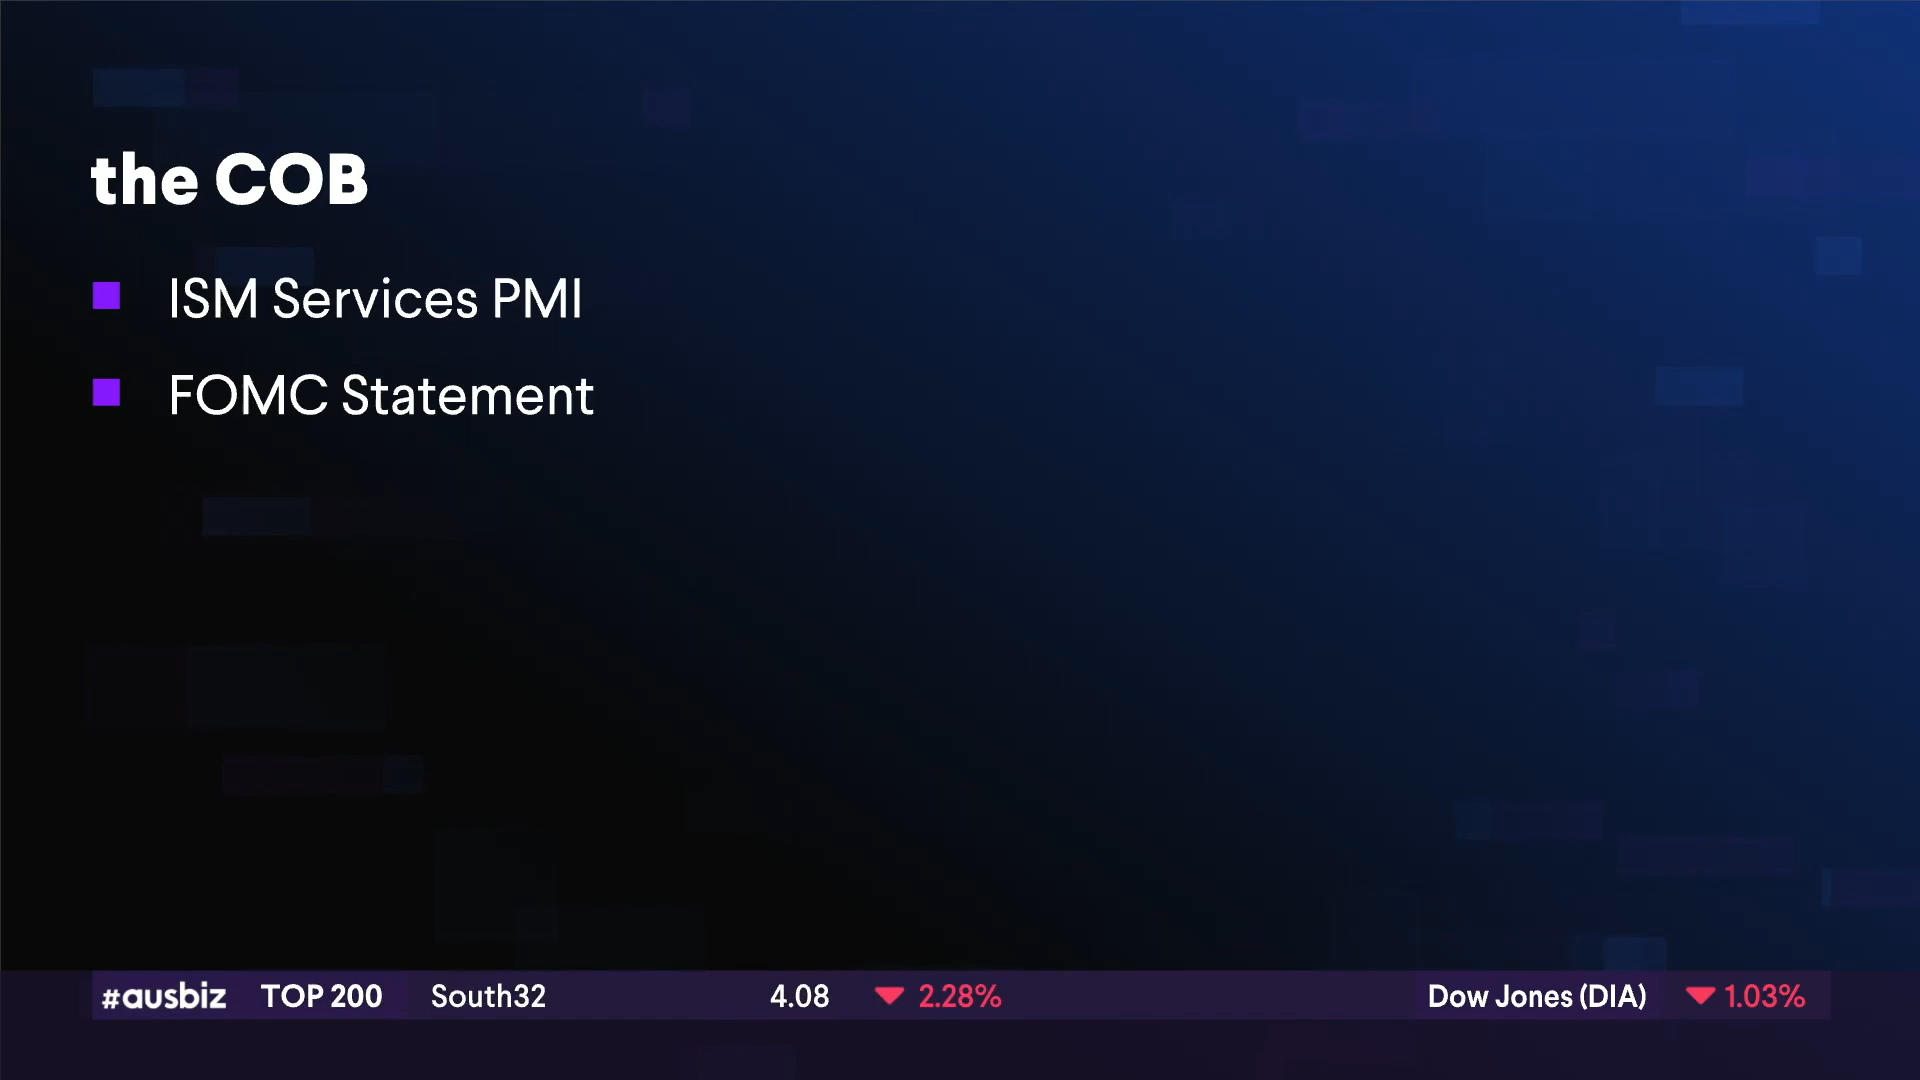 the COB
ISM Services PMI
FOMC Statement
#ausbiz TOP 200 South32 4.08 2.28% Dow Jones (DIA) 1.03%